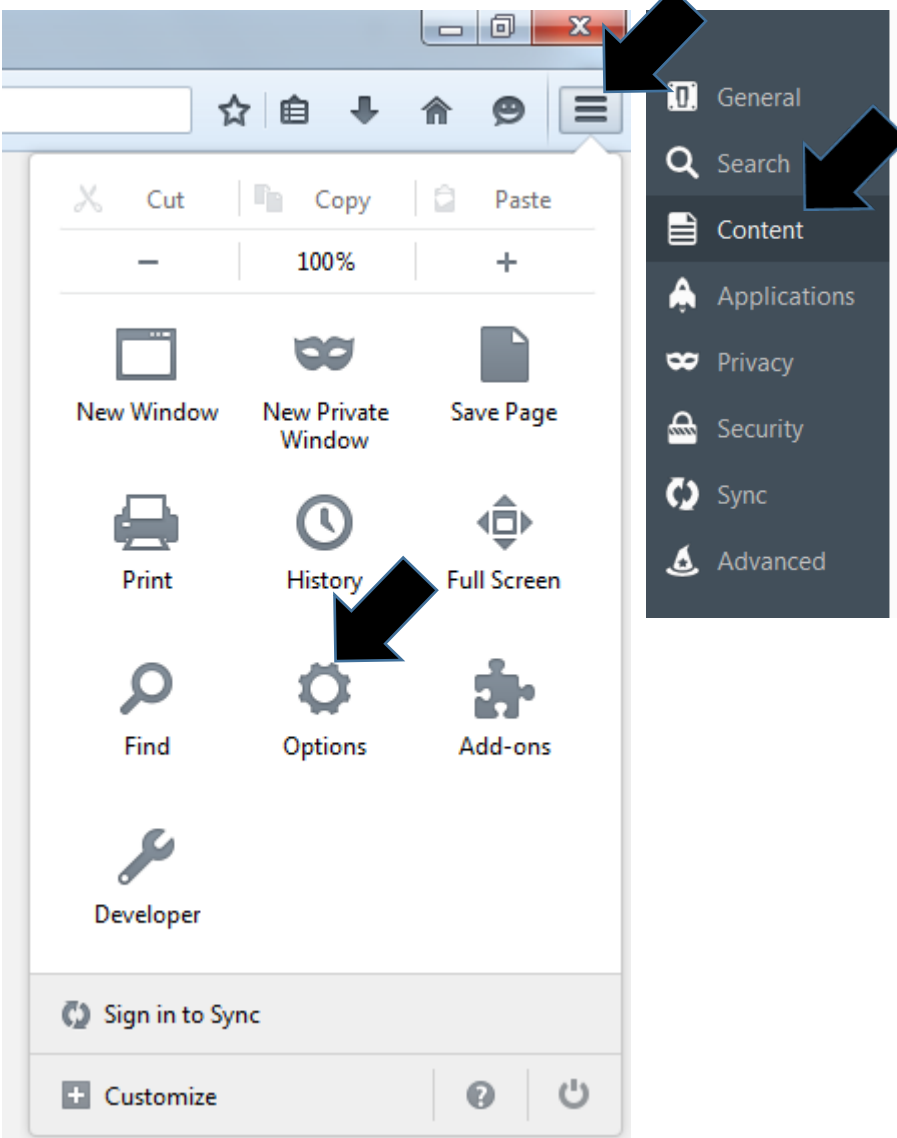 Cut Copy Paste
100%
New Window New Private Window Save Page
Print History Full Screen
Find Options Add-ons
Developer
Sign in to Sync
Customize
General
Search
Content
Applications
Privacy
Security
Sync
Advanced